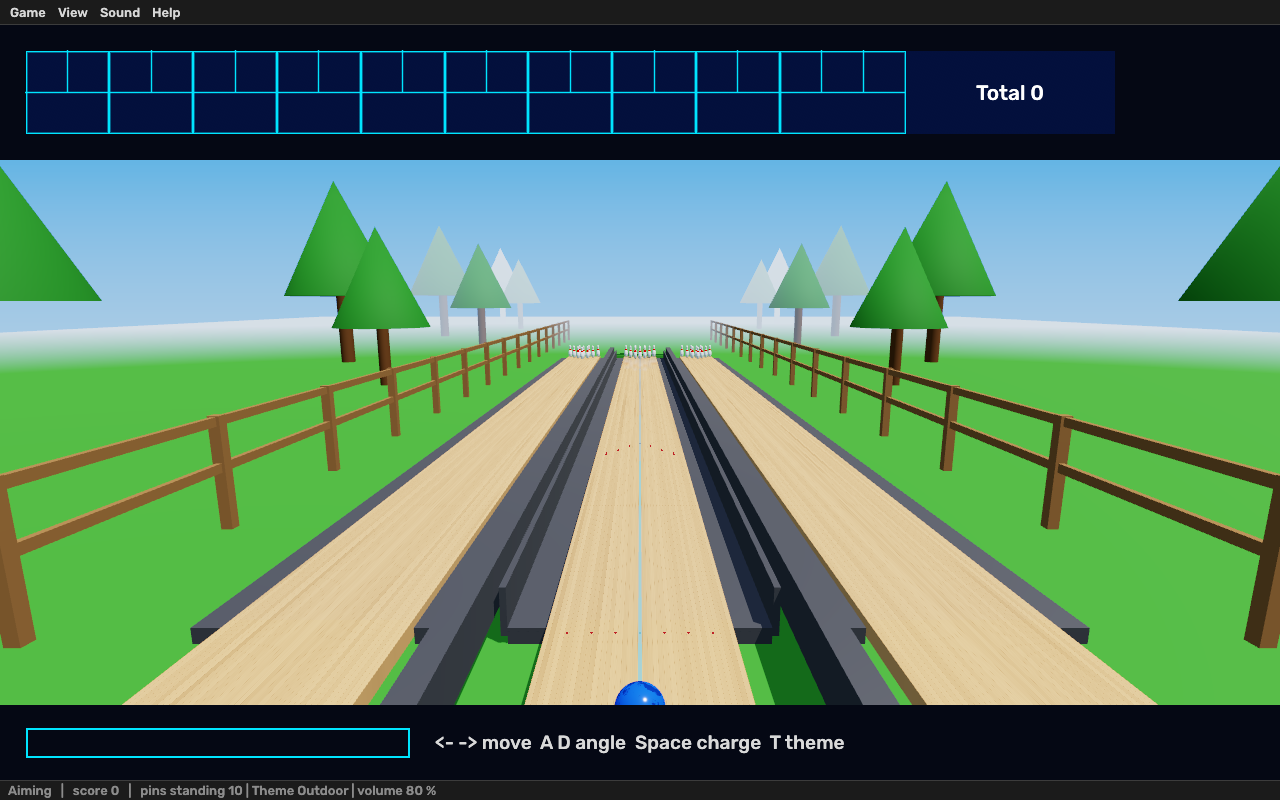 Game View Sound Help
Total 0
<- -> move A D angle Space charge T theme
Aiming | score 0 | pins standing 10 | Theme Outdoor | volume 80 %